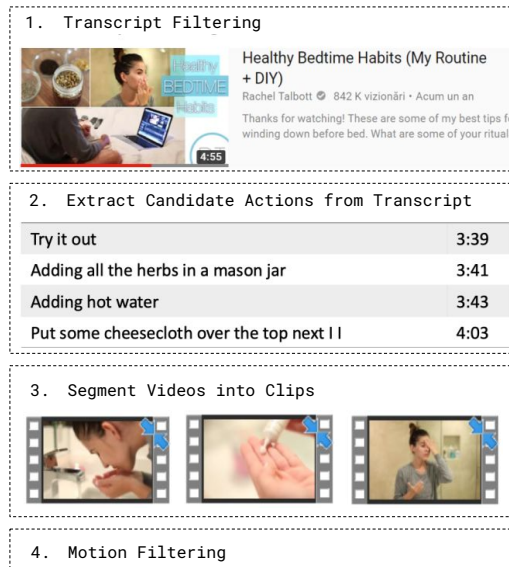 1. Transcript Filtering
Healthy
BEDTIME
Habits
4:55
Healthy Bedtime Habits (My Routine
+ DIY)
Rachel Talbott 842 K vizionări • Acum un an
Thanks for watching! These are some of my best tips f
winding down before bed. What are some of your ritual
2. Extract Candidate Actions from Transcript
Try it out 3:39
Adding all the herbs in a mason jar 3:41
Adding hot water 3:43
Put some cheesecloth over the top next I I 4:03
3. Segment Videos into Clips
4. Motion Filtering